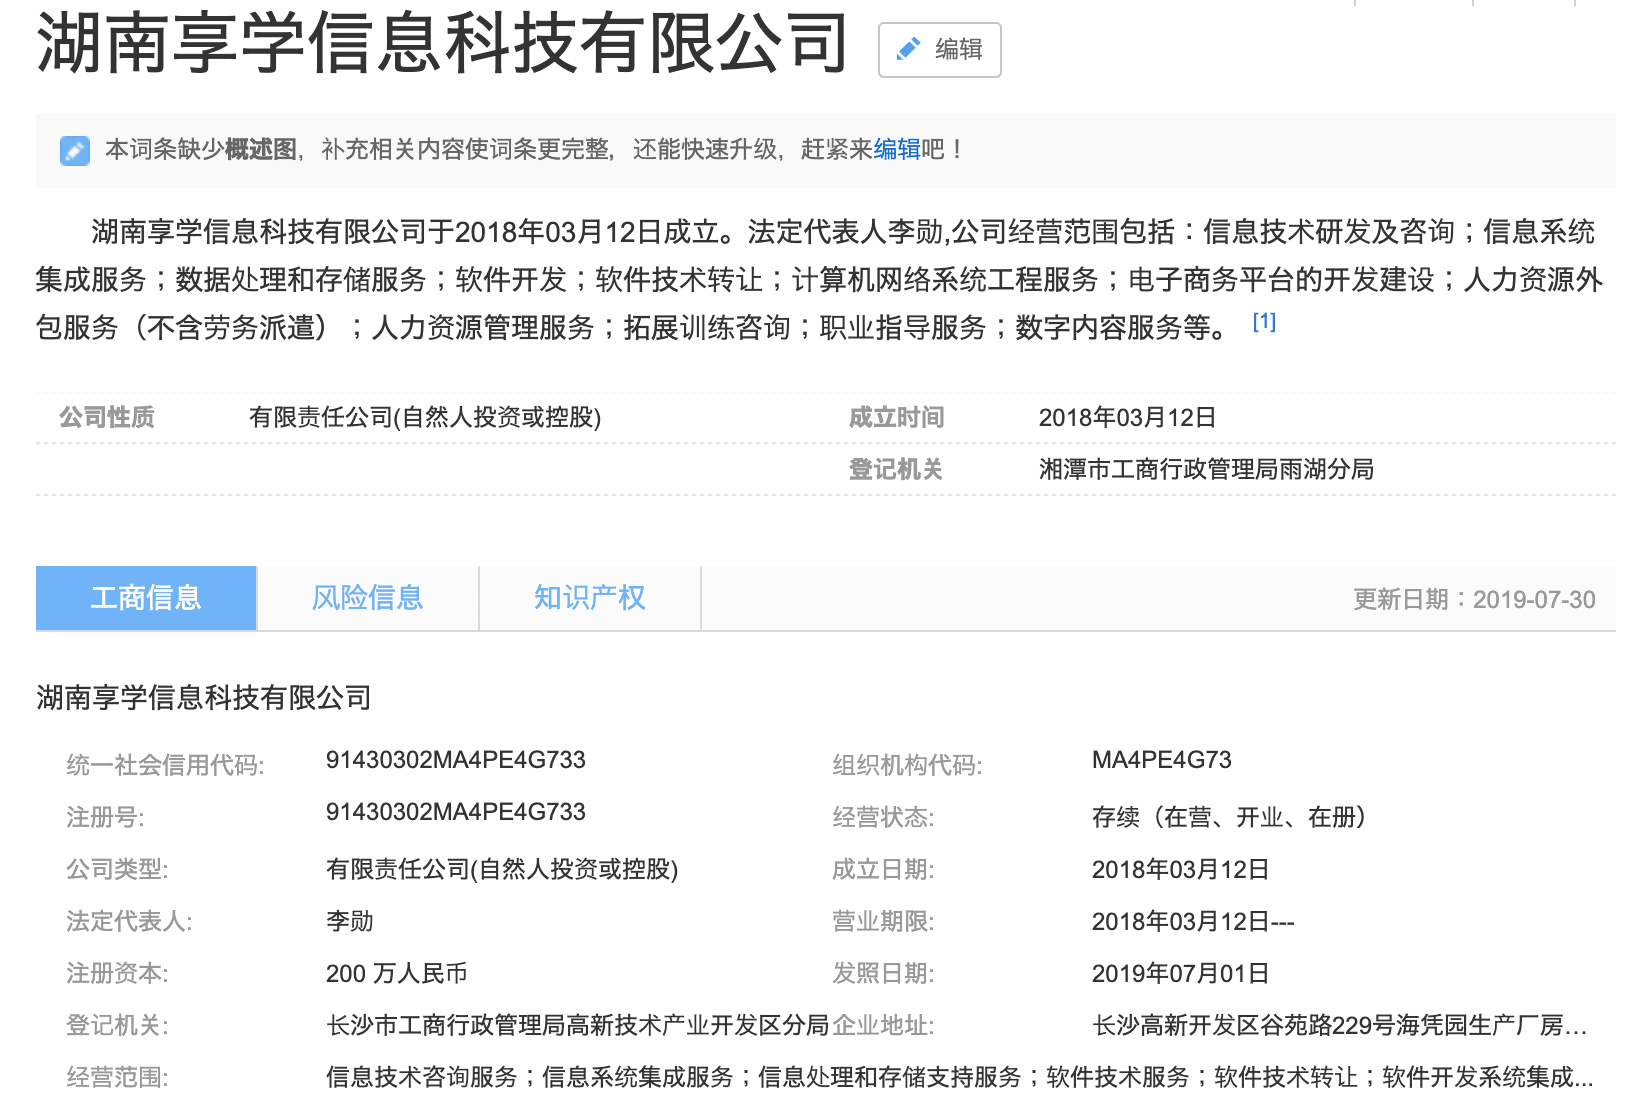 湖南享学信息科技有限公司 编辑
本词条缺少概述图，补充相关内容使词条更完整，还能快速升级，赶紧来编辑吧！
湖南享学信息科技有限公司于2018年03月12日成立。法定代表人李勋,公司经营范围包括：信息技术研发及咨询；信息系统
集成服务；数据处理和存储服务；软件开发；软件技术转让；计算机网络系统工程服务；电子商务平台的开发建设；人力资源外
包服务（不含劳务派遣）；人力资源管理服务；拓展训练咨询；职业指导服务；数字内容服务等。 [1]
公司性质 有限责任公司(自然人投资或控股) 成立时间 2018年03月12日
登记机关 湘潭市工商行政管理局雨湖分局
工商信息 风险信息 知识产权 更新日期：2019-07-30
湖南享学信息科技有限公司
统一社会信用代码: 91430302MA4PE4G733 组织机构代码: MA4PE4G73
注册号: 91430302MA4PE4G733 经营状态: 存续（在营、开业、在册）
公司类型: 有限责任公司(自然人投资或控股) 成立日期: 2018年03月12日
法定代表人: 李勋 营业期限: 2018年03月12日---
注册资本: 200 万人民币 发照日期: 2019年07月01日
登记机关: 长沙市工商行政管理局高新技术产业开发区分局 企业地址: 长沙高新开发区谷苑路229号海凭园生产厂房...
经营范围: 信息技术咨询服务；信息系统集成服务；信息处理和存储支持服务；软件技术服务；软件技术转让；软件开发系统集成...